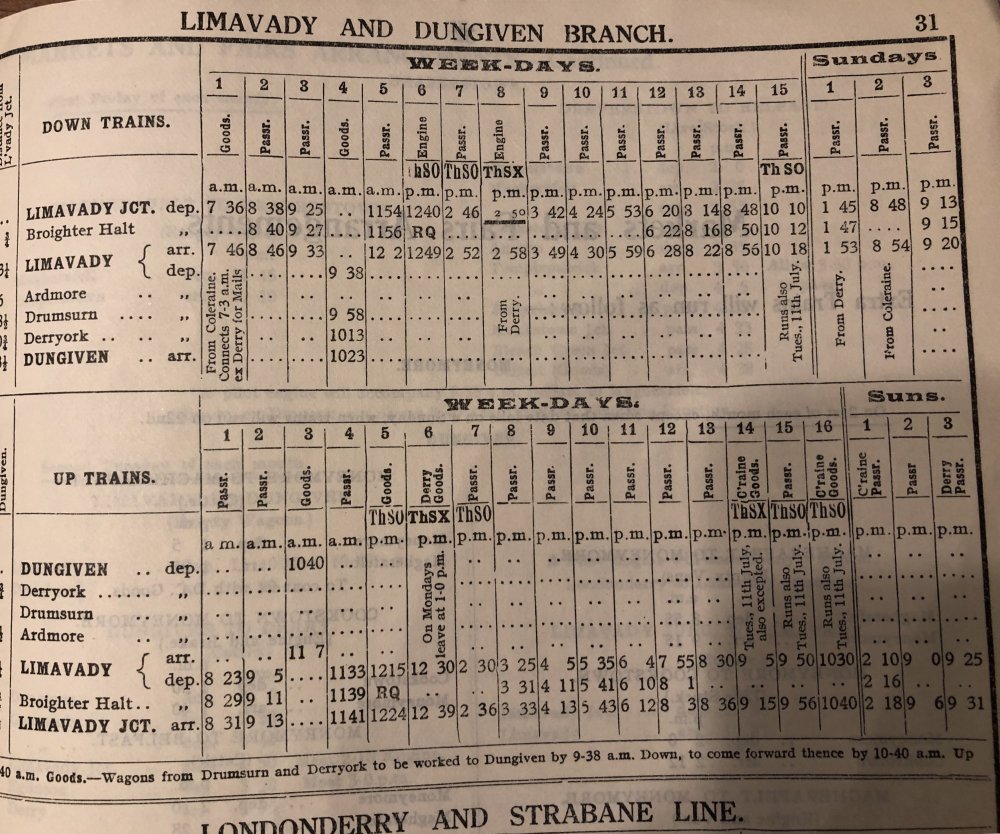 LIMAVADY AND DUNGIVEN BRANCH. 31
WEEK-DAYS. Sundays
1 2 3 4 5 6 7 8 9 10 11 12 13 14 15 1 2 3
DOWN TRAINS. Goods. Passr. Passr. Goods. Passr. Engine Passr. Engine Passr. Passr. Passr. Passr. Passr. Passr. Passr. Passr. Passr. Passr.
ThSO ThSO ThSX ThSO
a.m. a.m. a.m. a.m. a.m. p.m. p.m. p.m. p.m. p.m. p.m. p.m. p.m. p.m. p.m. p.m. p.m. p.m.
LIMAVADY JCT. dep. 7 36 8 38 9 25 .. 1154 1240 2 46 2 50 3 42 4 24 5 53 6 20 3 14 8 48 10 10 1 45 8 48 9 13
Broighter Halt ,, 8 40 9 27 .... 1156 RQ .... .... .... .... .... 6 22 8 16 8 50 10 12 1 47 .... 9 15
LIMAVADY { arr. 7 46 8 46 9 33 .. 12 2 1249 2 52 2 58 3 49 4 30 5 59 6 28 8 22 8 56 10 18 1 53 8 54 9 20
dep. 9 38
Ardmore .. ,,
Drumsurn .... ,, 9 58
Derryork .. .. ,, 1013
DUNGIVEN .. arr. 1023
From Coleraine. Connects 7-3 a.m. ex Derry for Mails
From Derry.
Runs also Tues., 11th July.
From Derry.
From Coleraine.
WEEK-DAYS. Suns.
1 2 3 4 5 6 7 8 9 10 11 12 13 14 15 16 1 2 3
Dungiven.
UP TRAINS. Passr. Passr. Goods. Passr Goods. Derry Goods. Passr. Passr. Passr. Passr. Passr. Passr. Passr. C'raine Goods. Passr. C'raine Goods. C'raine Passr. Passr Derry Passr.
ThSO ThSX ThSO ThSX ThSO ThSO
a m. a.m. a.m. a.m. p.m. p.m. p.m. p.m. p.m. p.m. p.m. p.m. p.m. p.m. p.m. p.m. p.m. p.m. p.m.
DUNGIVEN dep. 1040
Derryork .. .... ,,
Drumsurn ,,
Ardmore ,,
LIMAVADY { arr. 11 7
dep. 8 23 9 5 .... 1133 1215 12 30 2 30 3 25 4 5 5 35 6 4 7 55 8 30 9 5 9 50 1030 2 10 9 0 9 25
Broighter Halt.. ,, 8 29 9 11 .. 1139 RQ .... .. 3 31 4 11 5 41 6 10 8 1 2 16
LIMAVADY JCT. arr. 8 31 9 13 .... 1141 1224 12 39 2 36 3 33 4 13 5 43 6 12 8 3 8 36 9 15 9 56 1040 2 18 9 6 9 31
On Mondays leave at 1-0 p.m.
Tues., 11th July, also excepted.
Runs also Tues., 11th July.
Runs also Tues., 11th July.
40 a.m. Goods.—Wagons from Drumsurn and Derryork to be worked to Dungiven by 9-38 a.m. Down, to come forward thence by 10-40 a.m. Up
LONDONDERRY AND STRABANE LINE.